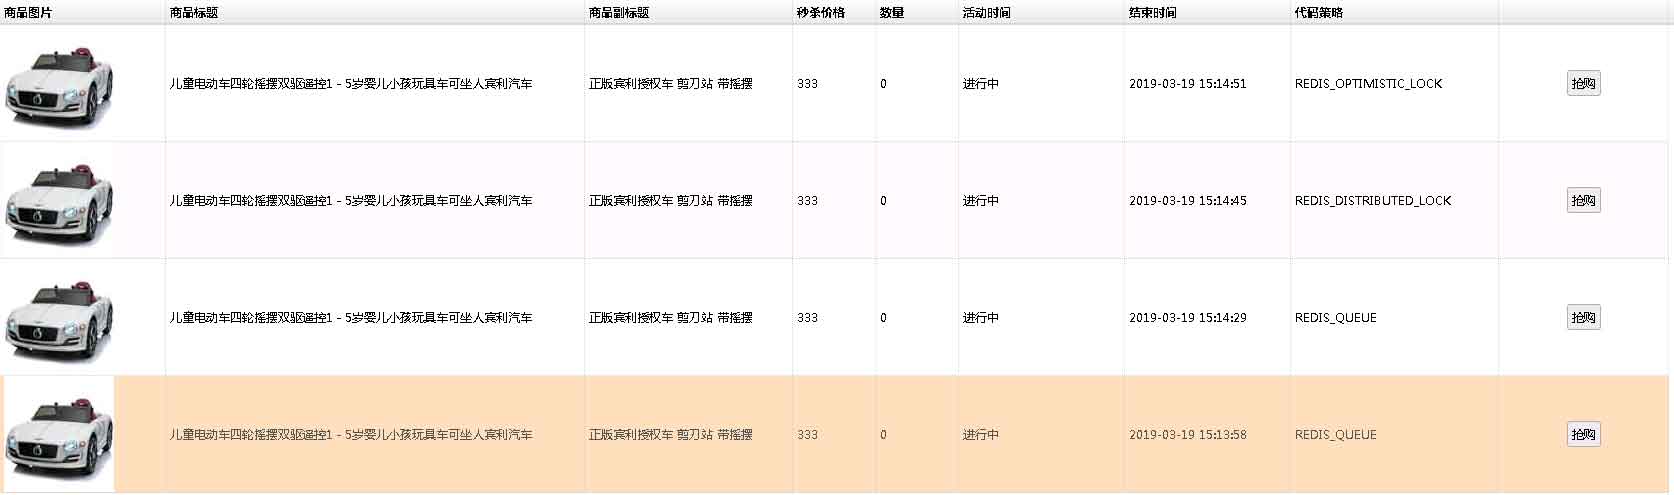 商品图片 商品标题 商品副标题 秒杀价格 数量 活动时间 结束时间 代码策略
儿童电动车四轮摇摆双驱遥控1 - 5岁婴儿小孩玩具车可坐人宾利汽车 正版宾利授权车 剪刀站 带摇摆 333 0 进行中 2019-03-19 15:14:51 REDIS_OPTIMISTIC_LOCK 抢购
儿童电动车四轮摇摆双驱遥控1 - 5岁婴儿小孩玩具车可坐人宾利汽车 正版宾利授权车 剪刀站 带摇摆 333 0 进行中 2019-03-19 15:14:45 REDIS_DISTRIBUTED_LOCK 抢购
儿童电动车四轮摇摆双驱遥控1 - 5岁婴儿小孩玩具车可坐人宾利汽车 正版宾利授权车 剪刀站 带摇摆 333 0 进行中 2019-03-19 15:14:29 REDIS_QUEUE 抢购
儿童电动车四轮摇摆双驱遥控1 - 5岁婴儿小孩玩具车可坐人宾利汽车 正版宾利授权车 剪刀站 带摇摆 333 0 进行中 2019-03-19 15:13:58 REDIS_QUEUE 抢购